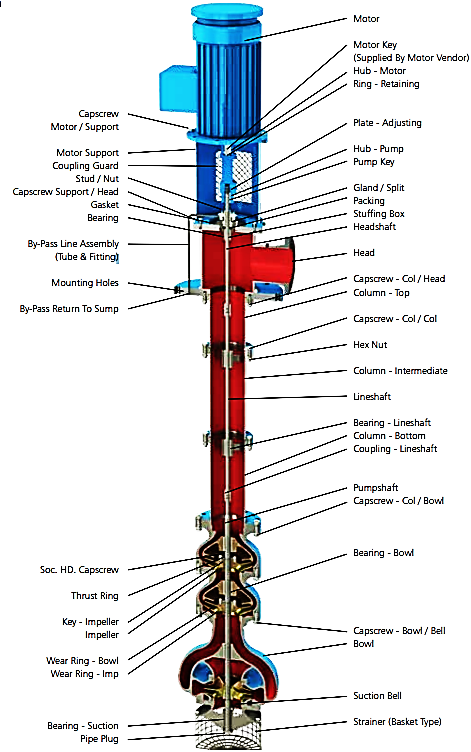 Motor
Motor Key
(Supplied By Motor Vendor)
Hub - Motor
Ring - Retaining
Capscrew
Motor / Support
Plate - Adjusting
Motor Support
Hub - Pump
Coupling Guard
Pump Key
Stud / Nut
Capscrew Support / Head
Gland / Split
Gasket
Packing
Bearing
Stuffing Box
Headshaft
By-Pass Line Assembly
(Tube & Fitting)
Head
Mounting Holes
Capscrew - Col / Head
Column - Top
By-Pass Return To Sump
Capscrew - Col / Col
Hex Nut
Column - Intermediate
Lineshaft
Bearing - Lineshaft
Column - Bottom
Coupling - Lineshaft
Pumpshaft
Capscrew - Col / Bowl
Soc. HD. Capscrew
Bearing - Bowl
Thrust Ring
Key - Impeller
Impeller
Capscrew - Bowl / Bell
Bowl
Wear Ring - Bowl
Wear Ring - Imp
Suction Bell
Bearing - Suction
Strainer (Basket Type)
Pipe Plug